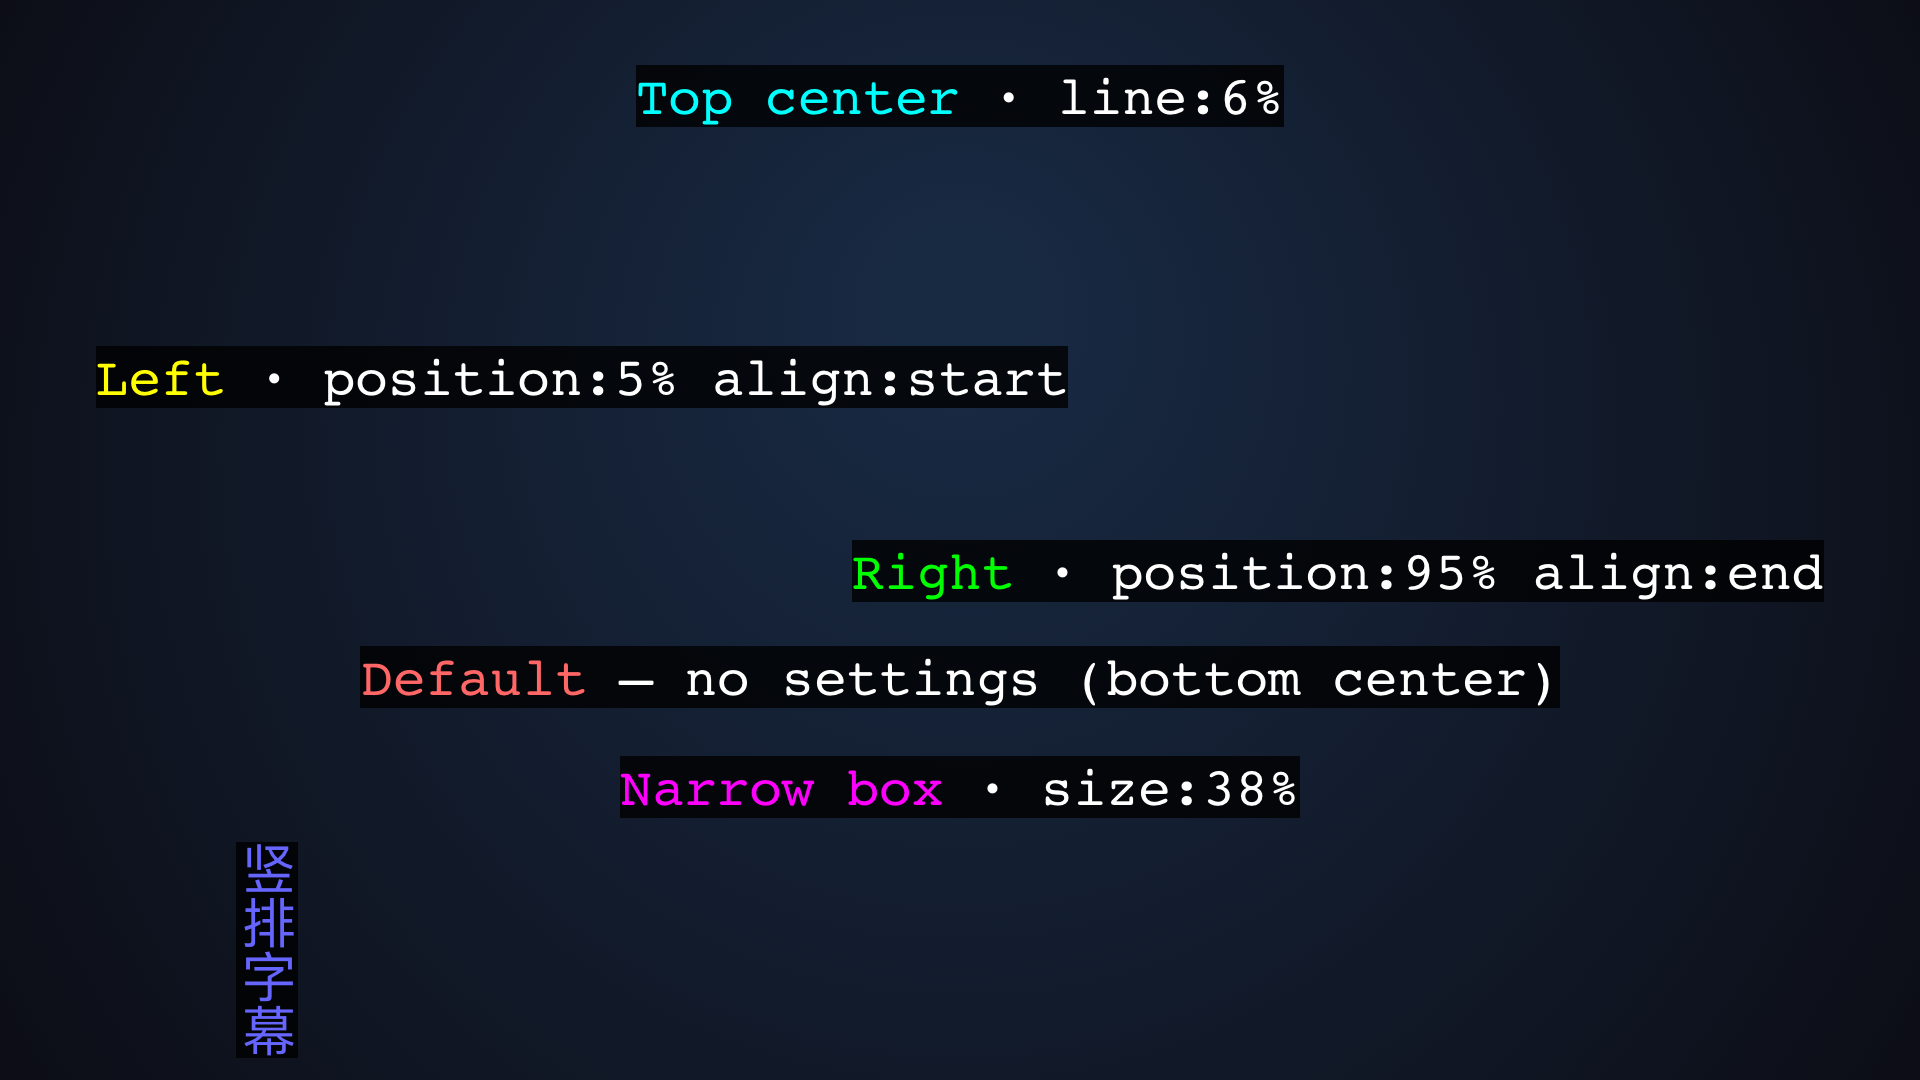 Top center · line:6%
Left · position:5% align:start
Right · position:95% align:end
Default — no settings (bottom center)
Narrow box · size:38%
竖排字幕